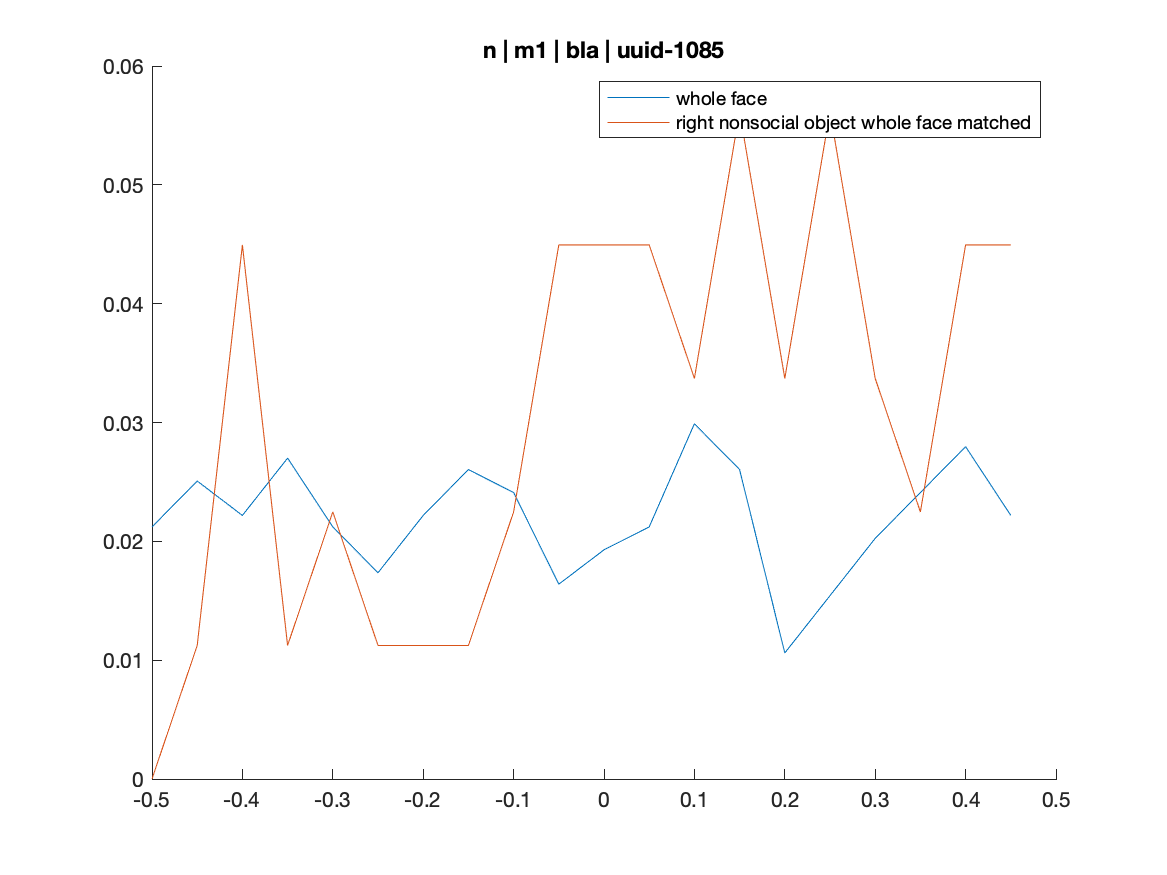 n | m1 | bla | uuid-1085
0.06
whole face
right nonsocial object whole face matched
0.05
0.04
0.03
0.02
0.01
0
-0.5 -0.4 -0.3 -0.2 -0.1 0 0.1 0.2 0.3 0.4 0.5